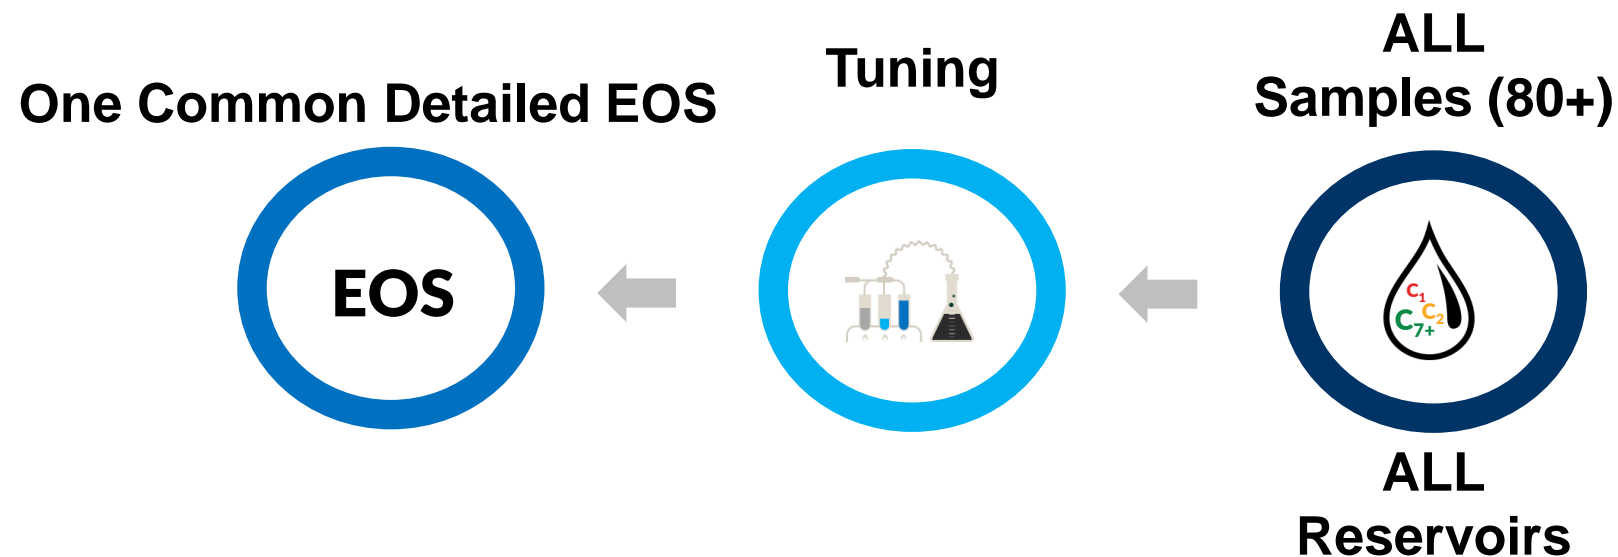 One Common Detailed EOS
EOS
Tuning
ALL
Samples (80+)
C1
C2
C7+
ALL
Reservoirs